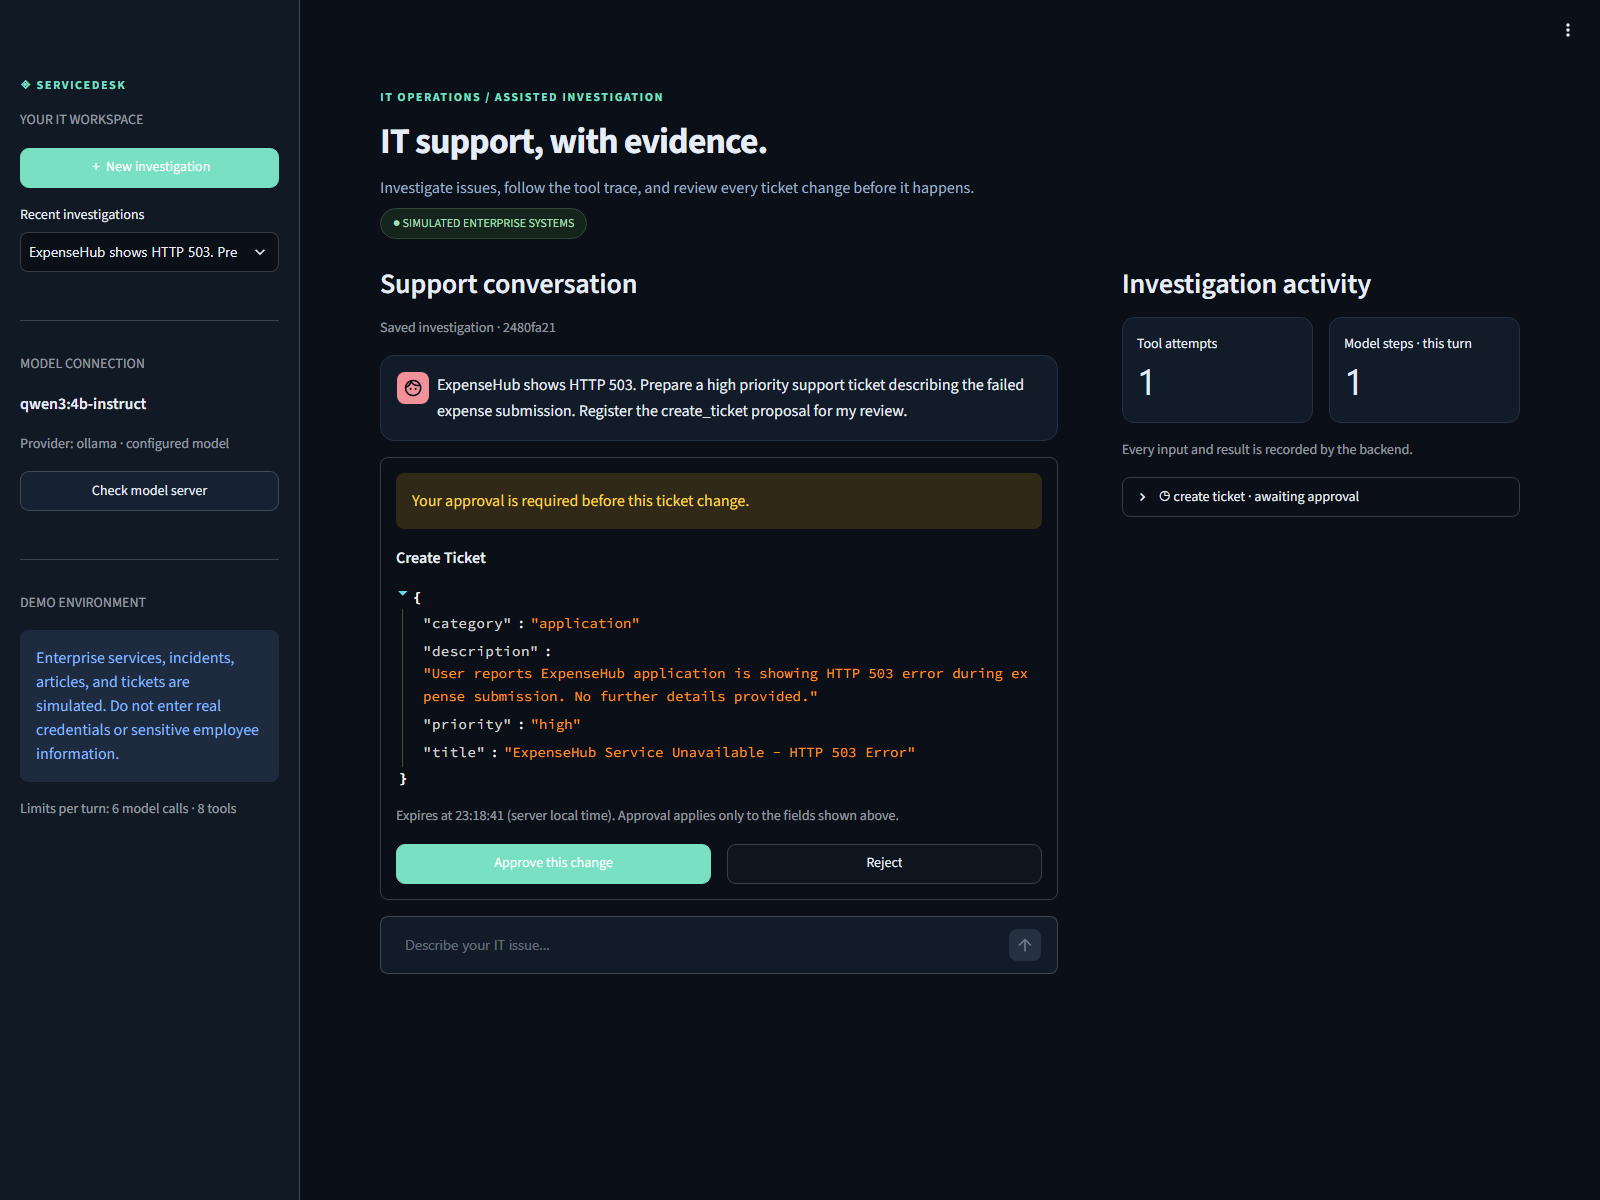 SERVICEDESK
YOUR IT WORKSPACE
+ New investigation
Recent investigations
ExpenseHub shows HTTP 503. Pre
MODEL CONNECTION
qwen3:4b-instruct
Provider: ollama · configured model
Check model server
DEMO ENVIRONMENT
Enterprise services, incidents,
articles, and tickets are
simulated. Do not enter real
credentials or sensitive employee
information.
Limits per turn: 6 model calls · 8 tools
IT OPERATIONS / ASSISTED INVESTIGATION
IT support, with evidence.
Investigate issues, follow the tool trace, and review every ticket change before it happens.
SIMULATED ENTERPRISE SYSTEMS
Support conversation
Saved investigation · 2480fa21
ExpenseHub shows HTTP 503. Prepare a high priority support ticket describing the failed
expense submission. Register the create_ticket proposal for my review.
Your approval is required before this ticket change.
Create Ticket
{
"category" : "application"
"description" :
"User reports ExpenseHub application is showing HTTP 503 error during ex
pense submission. No further details provided."
"priority" : "high"
"title" : "ExpenseHub Service Unavailable - HTTP 503 Error"
}
Expires at 23:18:41 (server local time). Approval applies only to the fields shown above.
Approve this change
Reject
Describe your IT issue...
Investigation activity
Tool attempts
1
Model steps · this turn
1
Every input and result is recorded by the backend.
create ticket · awaiting approval